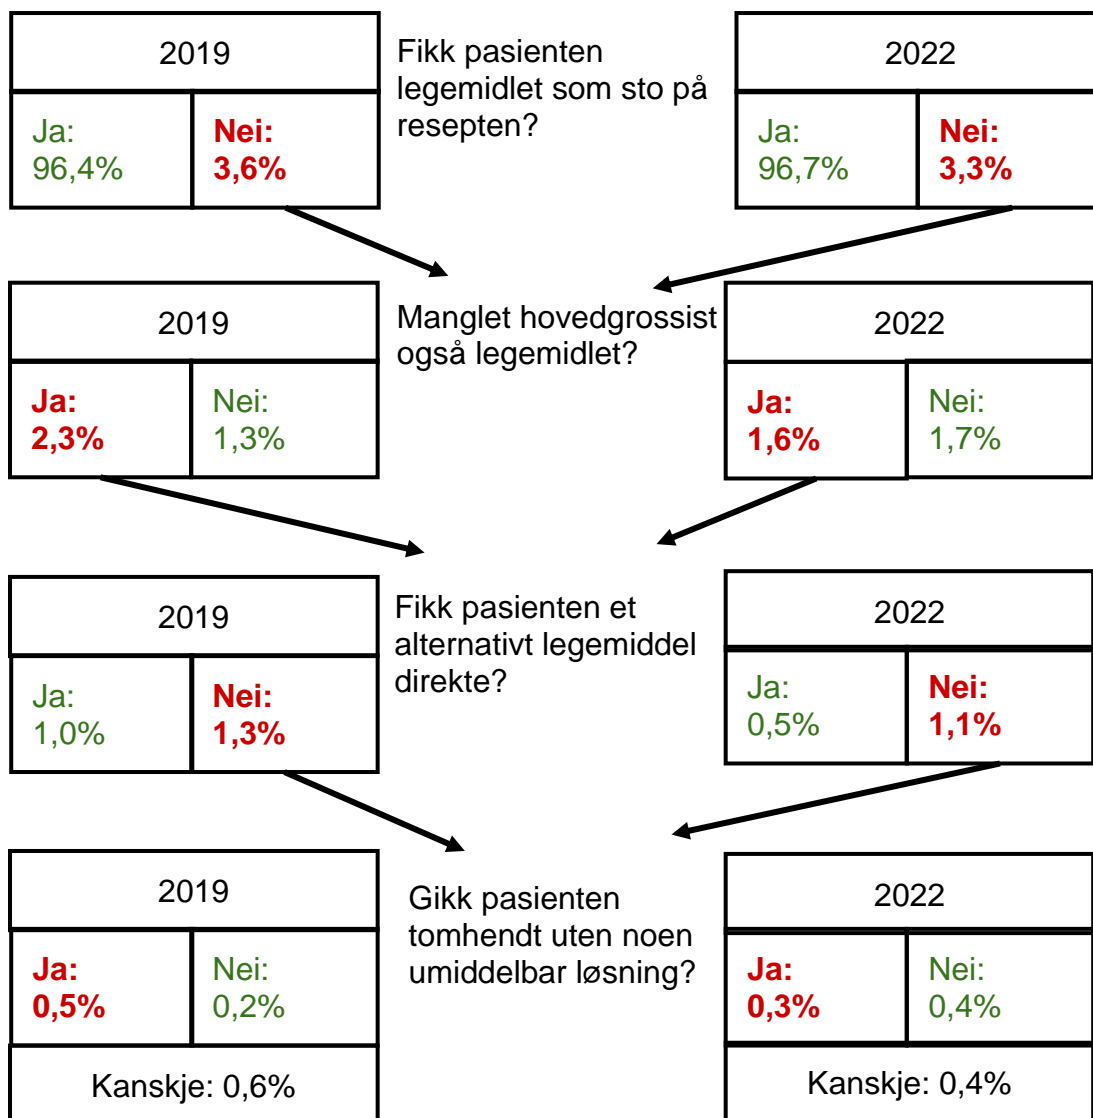 2019
Fikk pasienten
legemidlet som sto på
resepten?
2022
Ja:
96,4%
Nei:
3,6%
Ja:
96,7%
Nei:
3,3%
2019
Manglet hovedgrossist
også legemidlet?
2022
Ja:
2,3%
Nei:
1,3%
Ja:
1,6%
Nei:
1,7%
2019
Fikk pasienten et
alternativt legemiddel
direkte?
2022
Ja:
1,0%
Nei:
1,3%
Ja:
0,5%
Nei:
1,1%
2019
Gikk pasienten
tomhendt uten noen
umiddelbar løsning?
2022
Ja:
0,5%
Nei:
0,2%
Ja:
0,3%
Nei:
0,4%
Kanskje: 0,6%
Kanskje: 0,4%